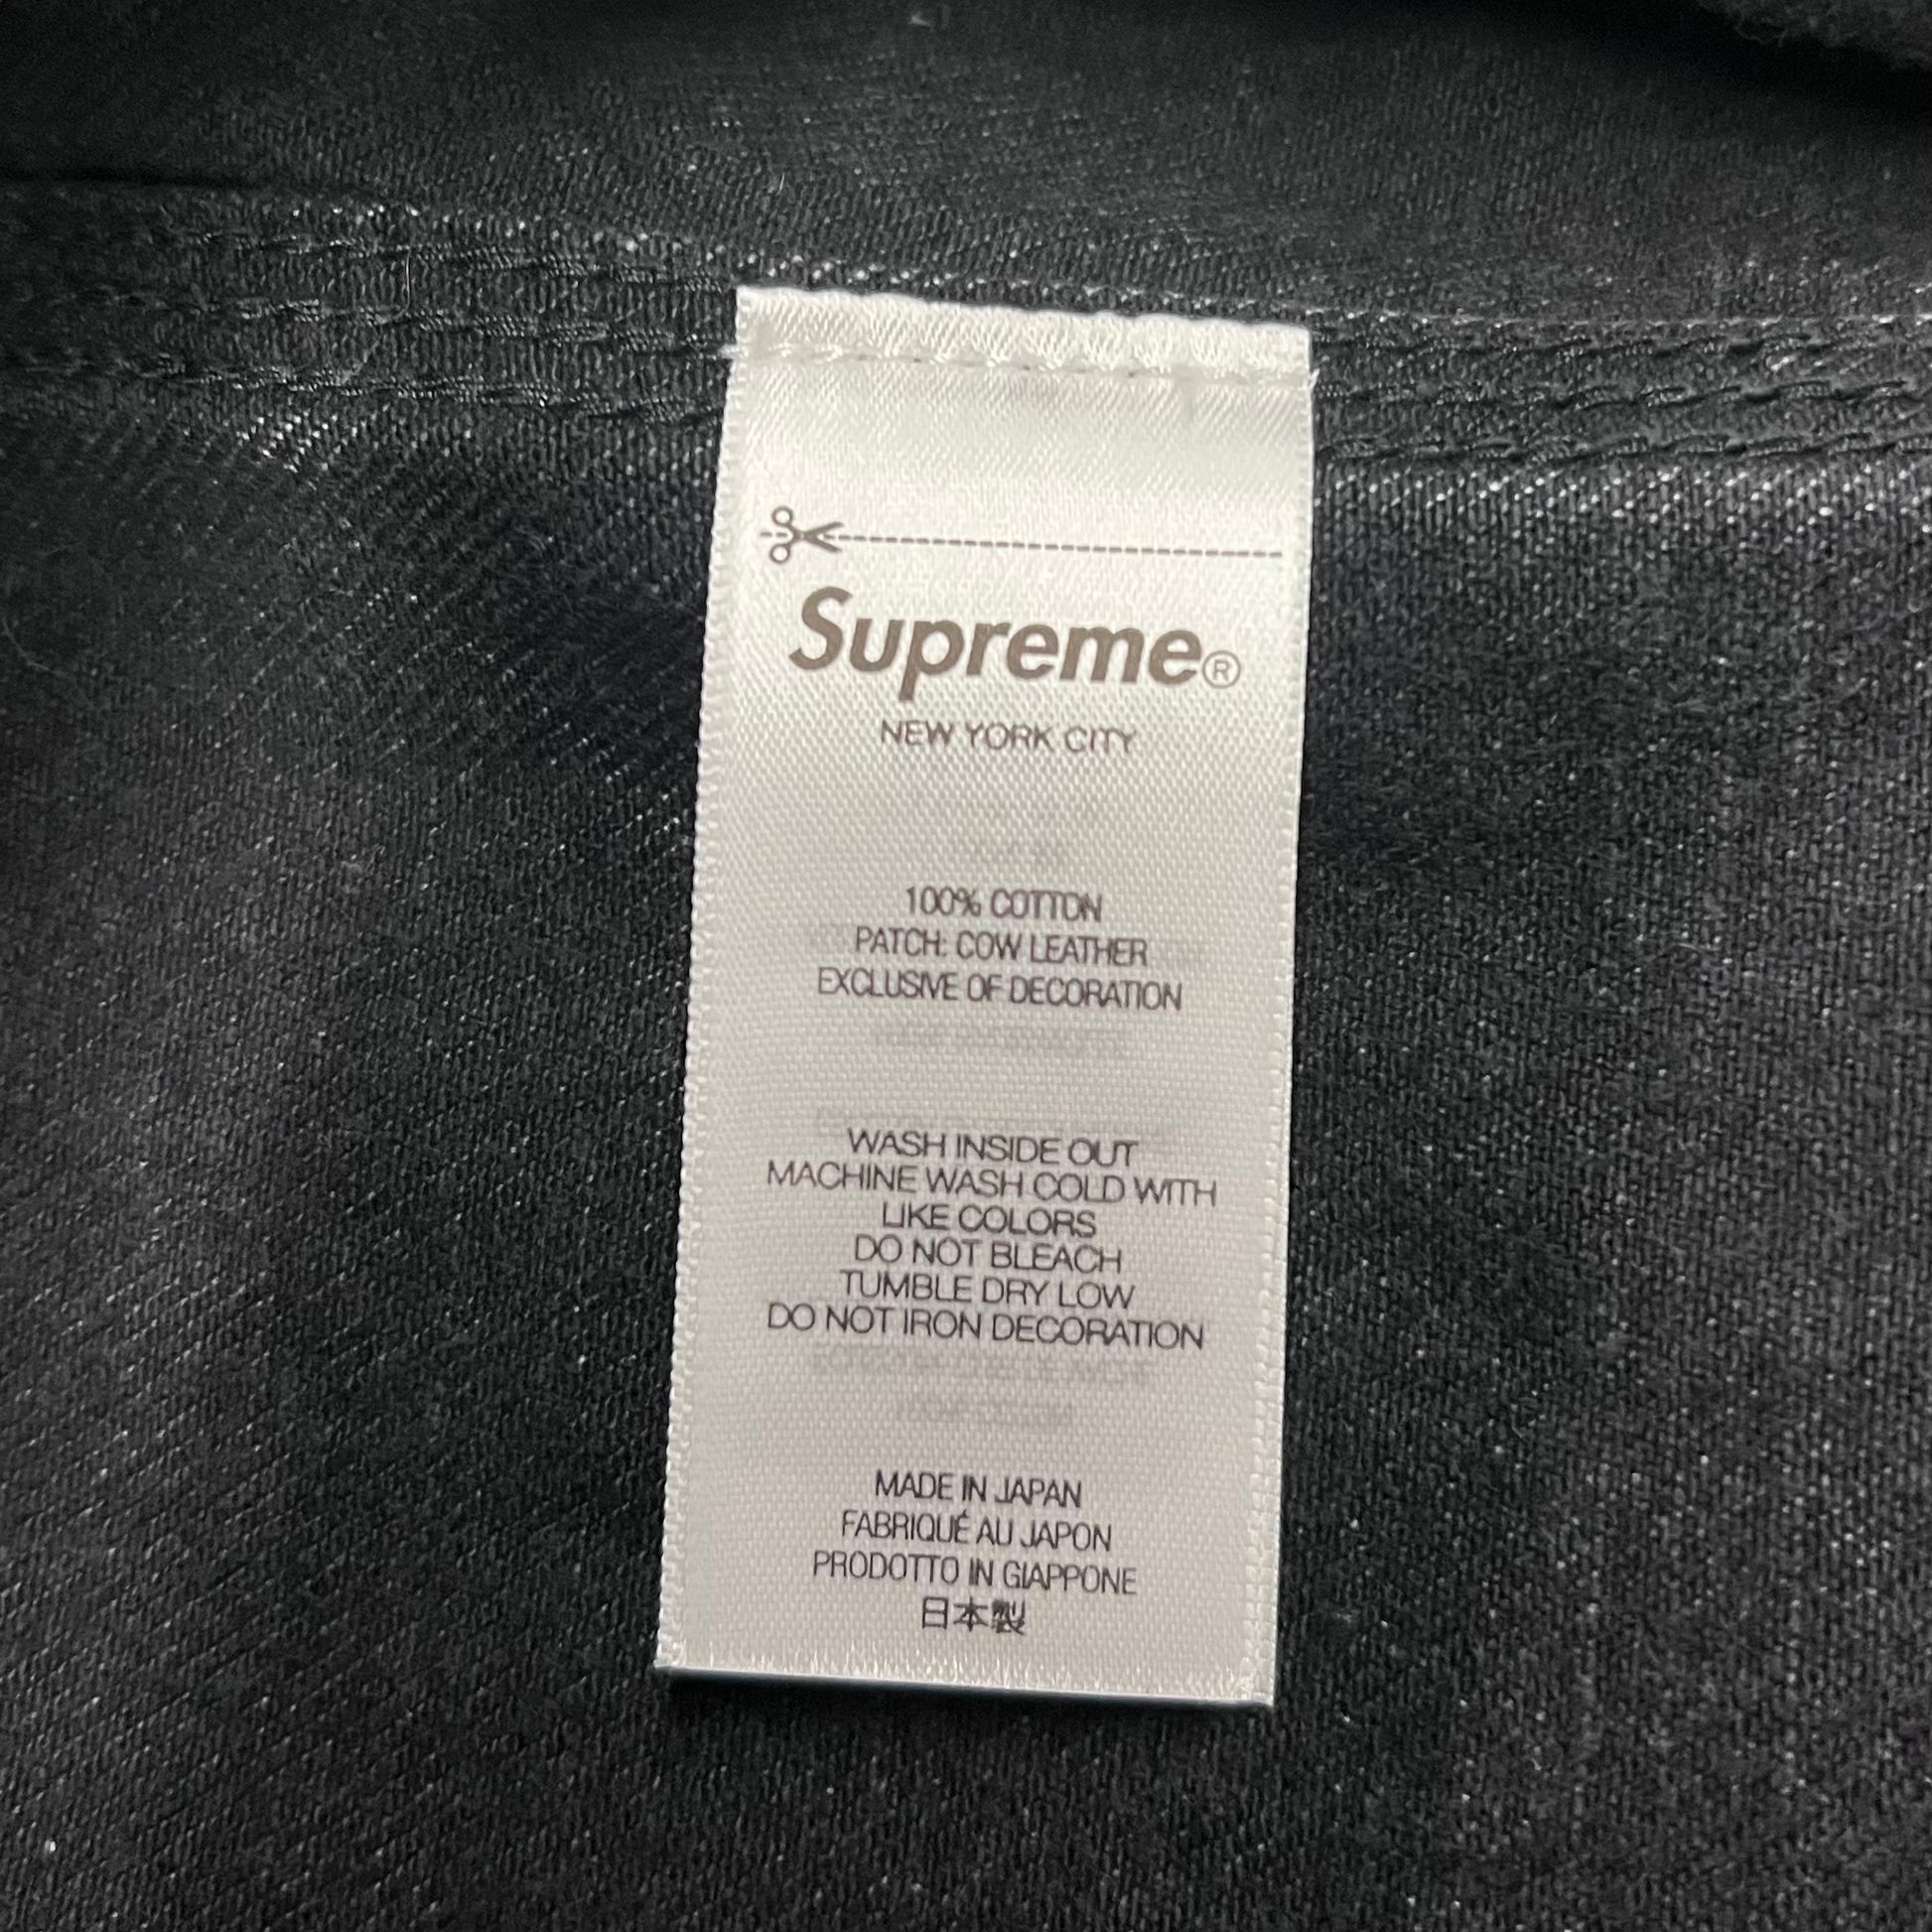 Supreme®
NEW YORK CITY
100% COTTON
PATCH: COW LEATHER
EXCLUSIVE OF DECORATION
WASH INSIDE OUT
MACHINE WASH COLD WITH
LIKE COLORS
DO NOT BLEACH
TUMBLE DRY LOW
DO NOT IRON DECORATION
MADE IN JAPAN
FABRIQUÉ AU JAPON
PRODOTTO IN GIAPPONE
日本製